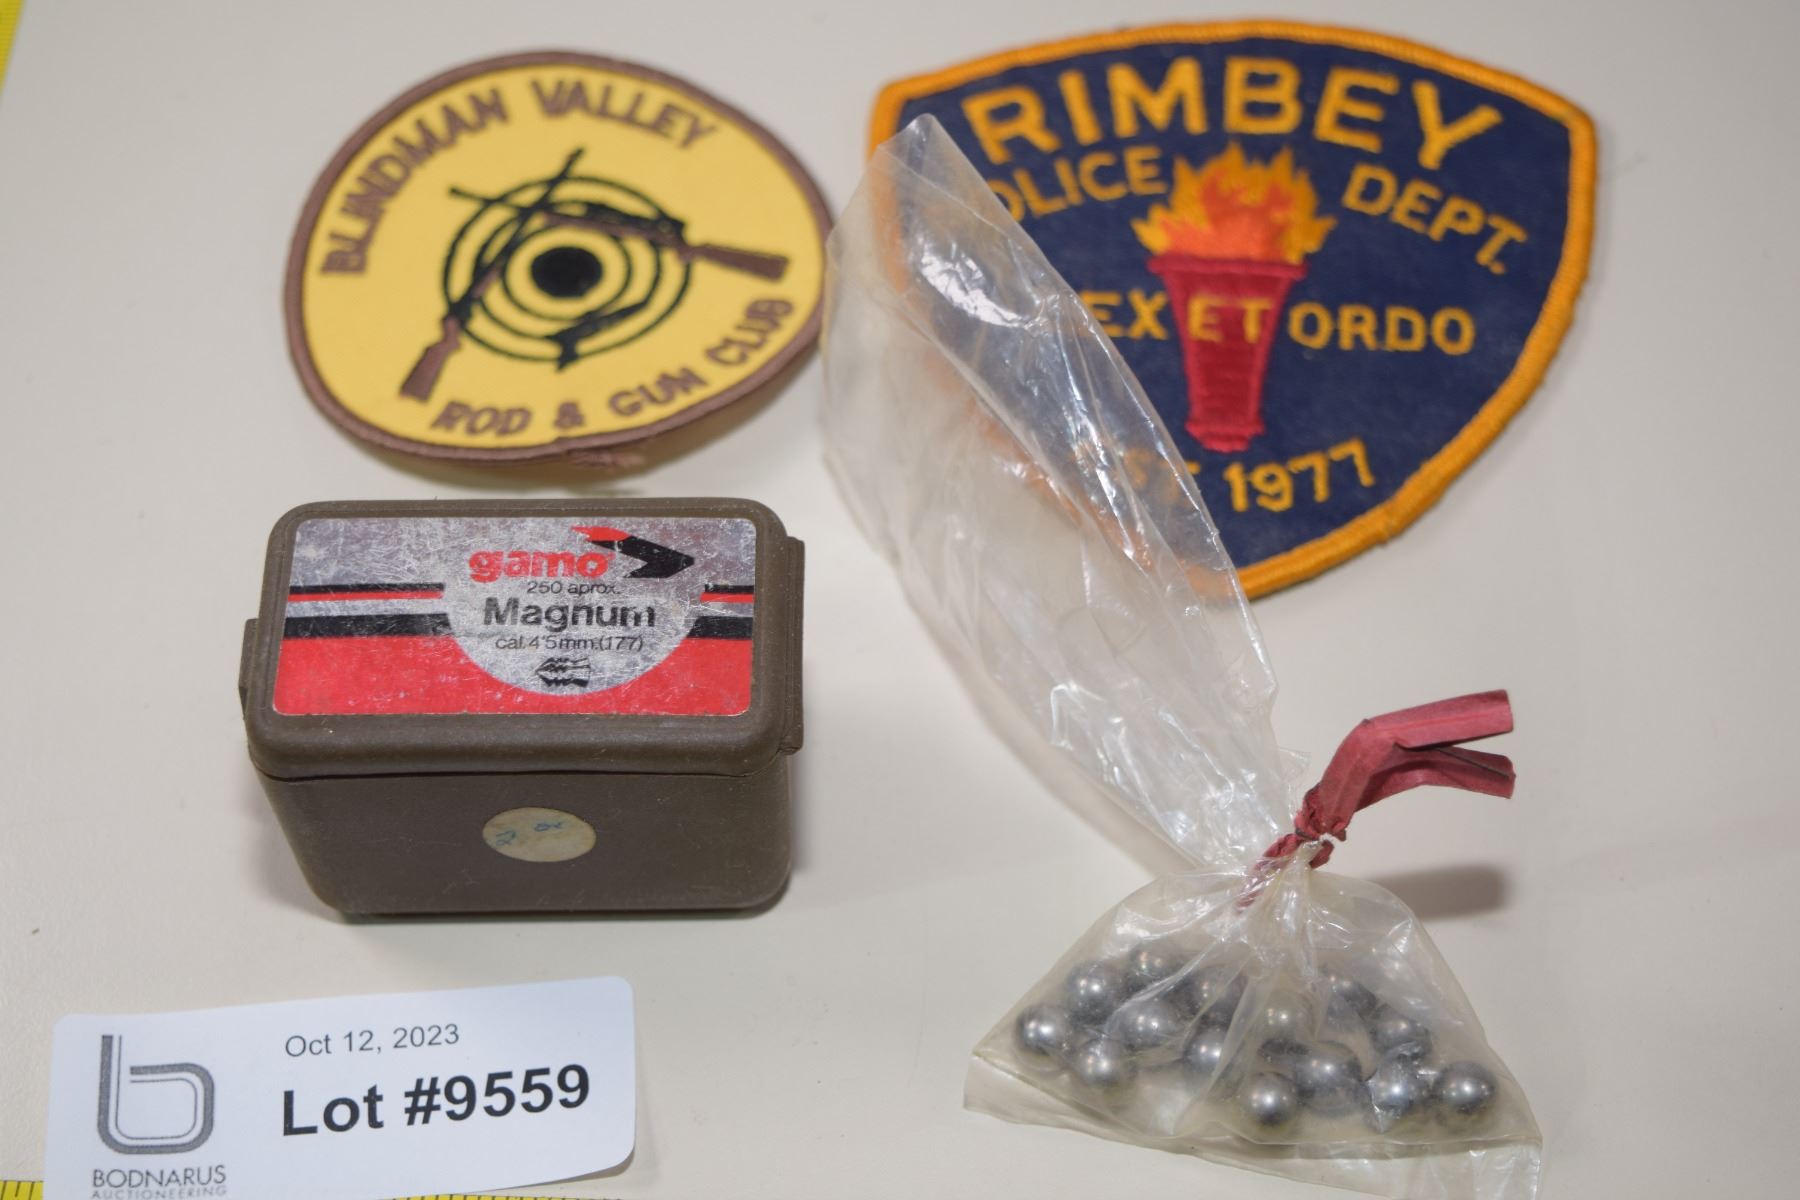 BLINDMAN VALLEY
ROD & GUN CLUB
RIMBEY
POLICE DEPT.
EX ET ORDO
1977
gamo
250 aprox.
Magnum
cal. 4'5mm.(.177)
Oct 12, 2023
Lot #9559
BODNARUS
AUCTIONEERING